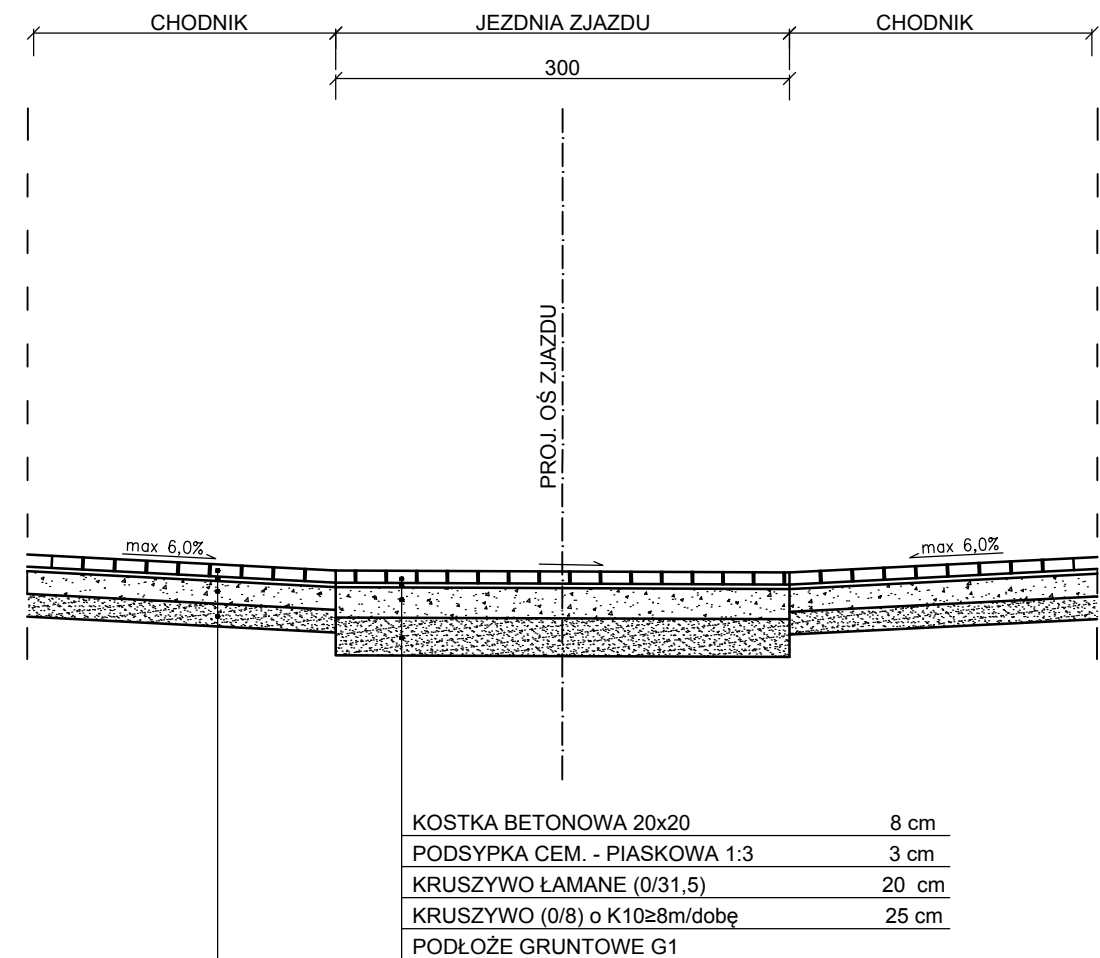 CHODNIK JEZDNIA ZJAZDU CHODNIK
300
PROJ. OŚ ZJAZDU
max 6,0% max 6,0%
KOSTKA BETONOWA 20x20 8 cm
PODSYPKA CEM. - PIASKOWA 1:3 3 cm
KRUSZYWO ŁAMANE (0/31,5) 20 cm
KRUSZYWO (0/8) o K10≥8m/dobę 25 cm
PODŁOŻE GRUNTOWE G1